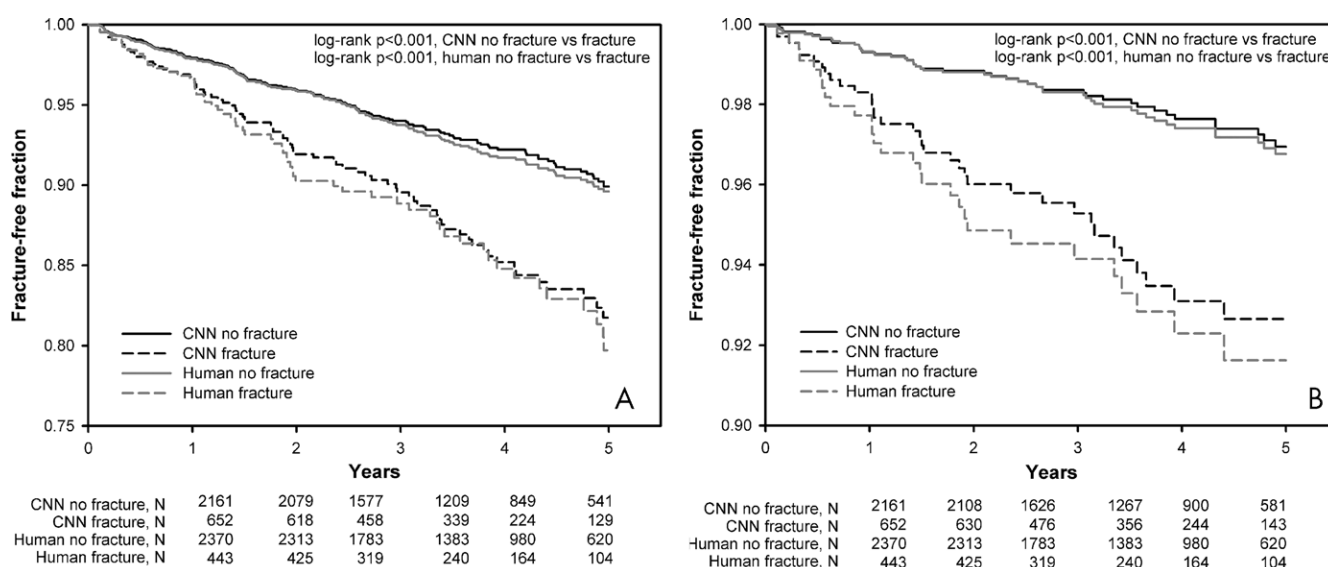 log-rank p<0.001, CNN no fracture vs fracture
log-rank p<0.001, human no fracture vs fracture
1.00
0.95
0.90
0.85
0.80
0.75
Fracture-free fraction
CNN no fracture
CNN fracture
Human no fracture
Human fracture
A
0 1 2 3 4 5
Years
CNN no fracture, N 2161 2079 1577 1209 849 541
CNN fracture, N 652 618 458 339 224 129
Human no fracture, N 2370 2313 1783 1383 980 620
Human fracture, N 443 425 319 240 164 104
log-rank p<0.001, CNN no fracture vs fracture
log-rank p<0.001, human no fracture vs fracture
1.00
0.98
0.96
0.94
0.92
0.90
Fracture-free fraction
CNN no fracture
CNN fracture
Human no fracture
Human fracture
B
0 1 2 3 4 5
Years
CNN no fracture, N 2161 2108 1626 1267 900 581
CNN fracture, N 652 630 476 356 244 143
Human no fracture, N 2370 2313 1783 1383 980 620
Human fracture, N 443 425 319 240 164 104